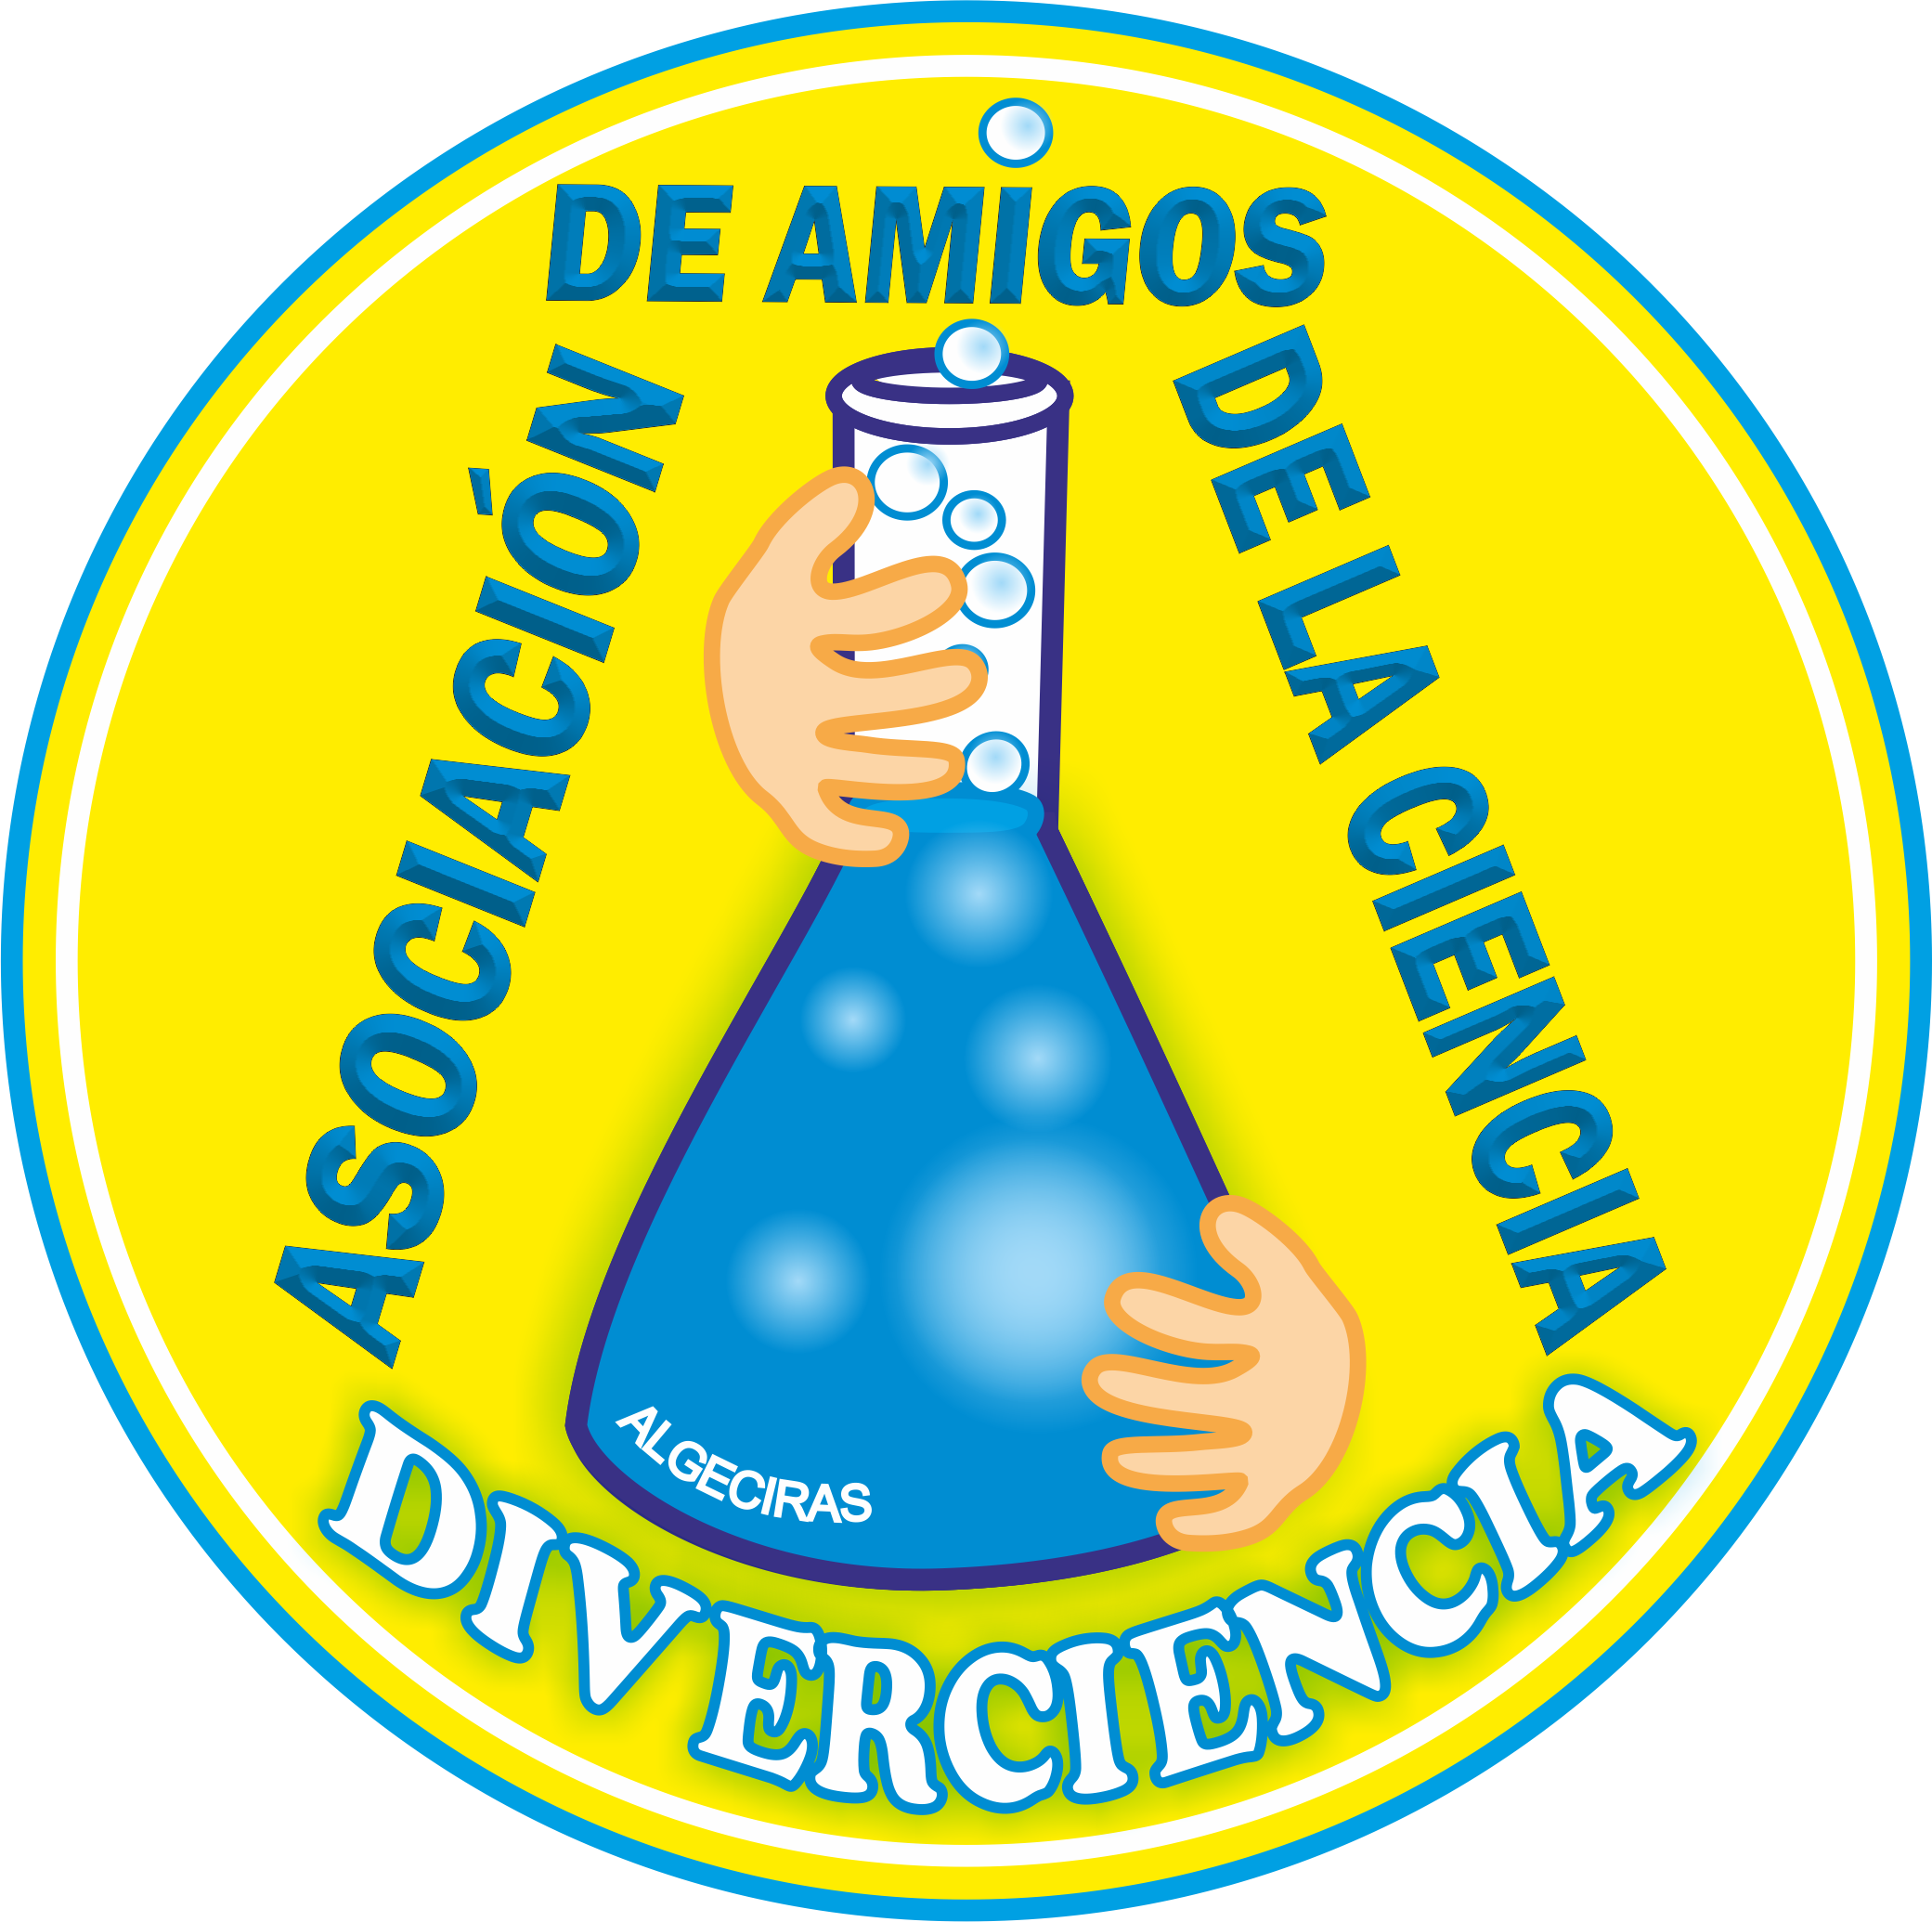 ASOCIACIÓN
DE AMIGOS
DE LA CIENCIA
ALGECIRAS
DIVERCIENCIA